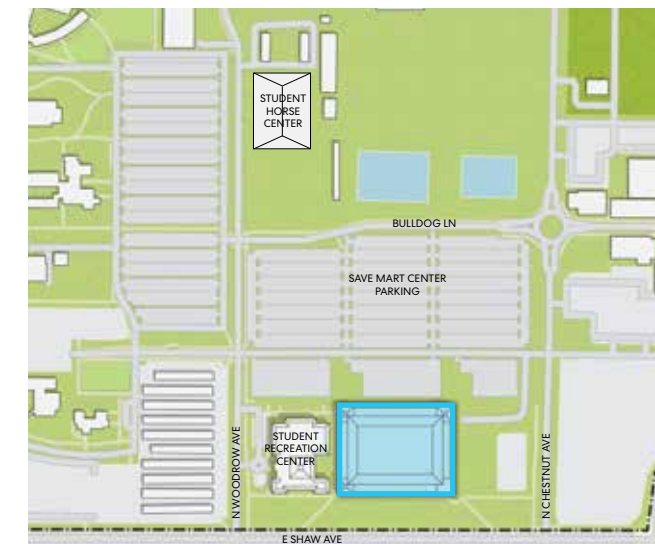 STUDENT
HORSE
CENTER
BULLDOG LN
SAVE MART CENTER
PARKING
STUDENT
RECREATION
CENTER
N WOODROW AVE
N CHESTNUT AVE
E SHAW AVE